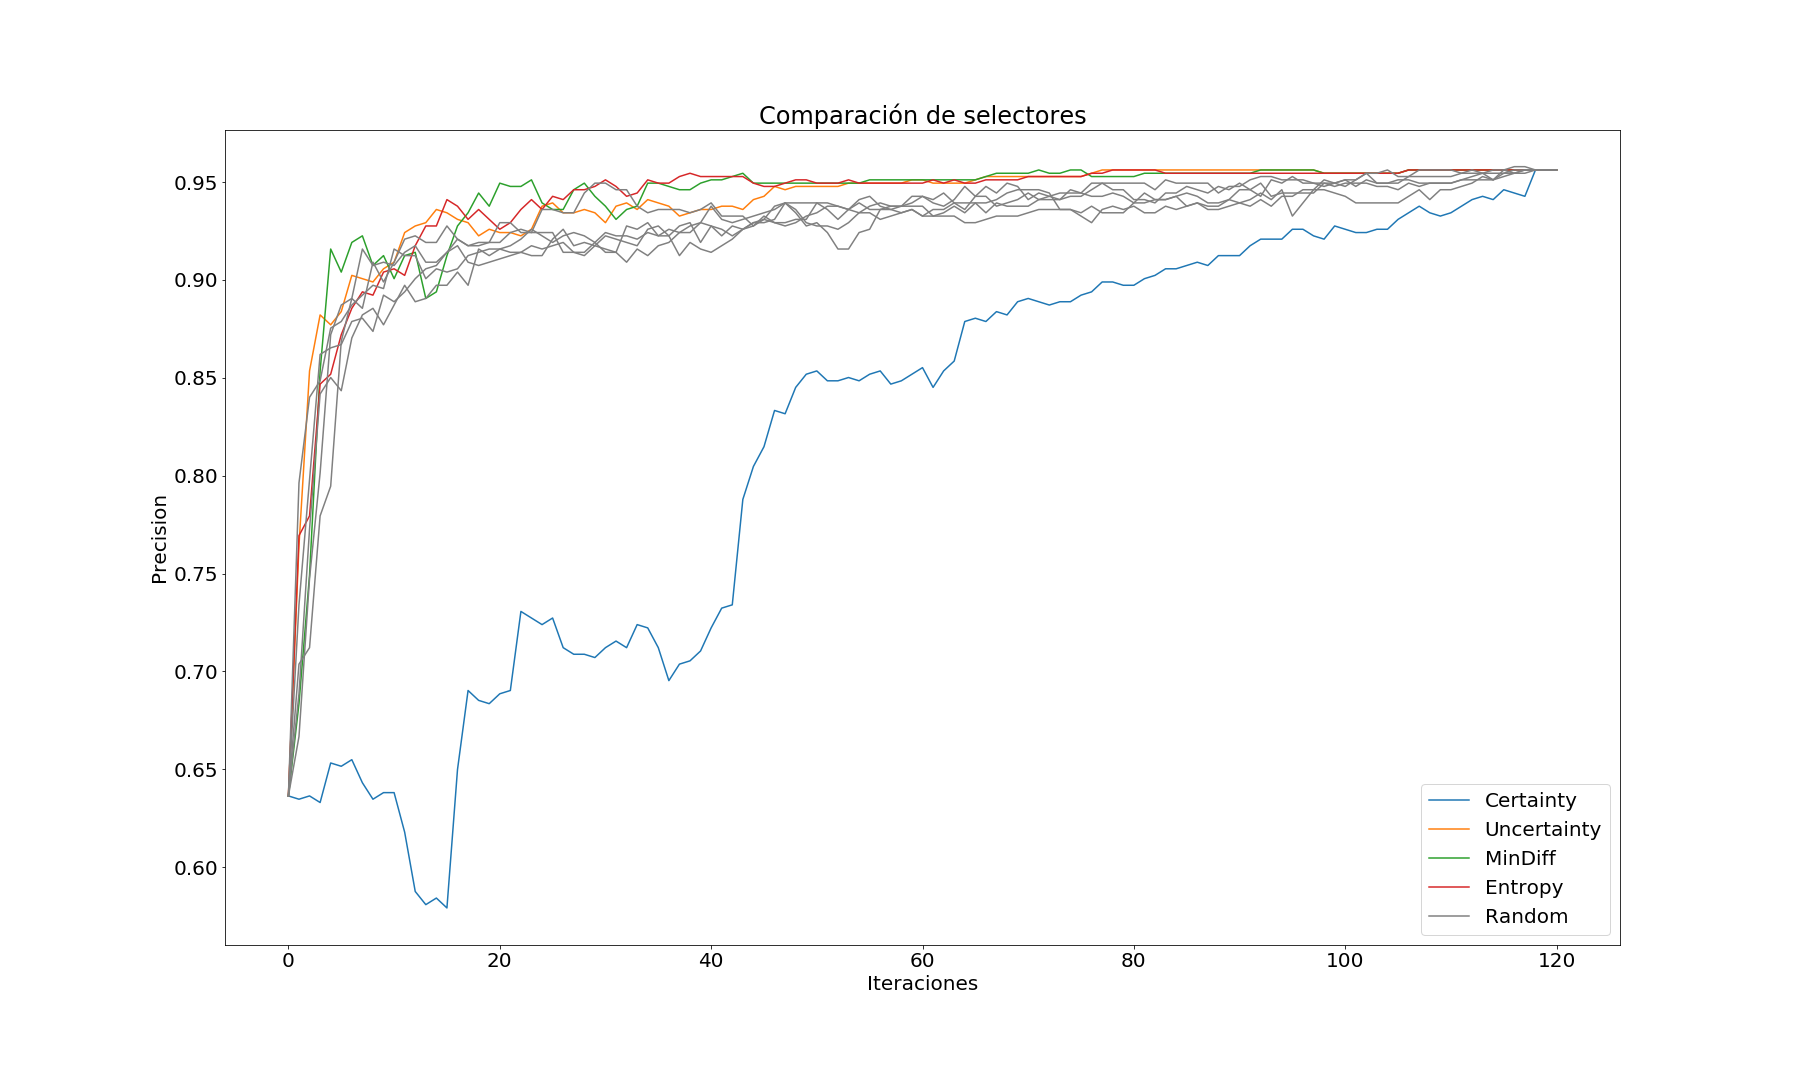 Comparación de selectores
Precision
0.95
0.90
0.85
0.80
0.75
0.70
0.65
0.60
0
20
40
60
80
100
120
Iteraciones
Certainty
Uncertainty
MinDiff
Entropy
Random